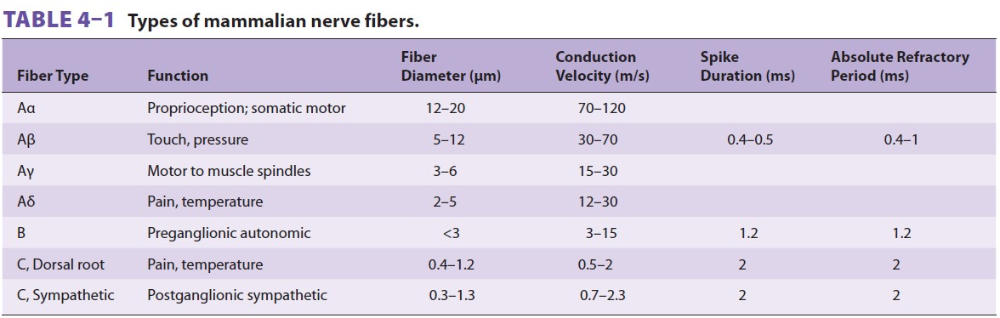 TABLE 4–1 Types of mammalian nerve fibers.
Fiber Type Function Fiber Diameter (μm) Conduction Velocity (m/s) Spike Duration (ms) Absolute Refractory Period (ms)
Aα Proprioception; somatic motor 12–20 70–120
Aβ Touch, pressure 5–12 30–70 0.4–0.5 0.4–1
Aγ Motor to muscle spindles 3–6 15–30
Aδ Pain, temperature 2–5 12–30
B Preganglionic autonomic <3 3–15 1.2 1.2
C, Dorsal root Pain, temperature 0.4–1.2 0.5–2 2 2
C, Sympathetic Postganglionic sympathetic 0.3–1.3 0.7–2.3 2 2